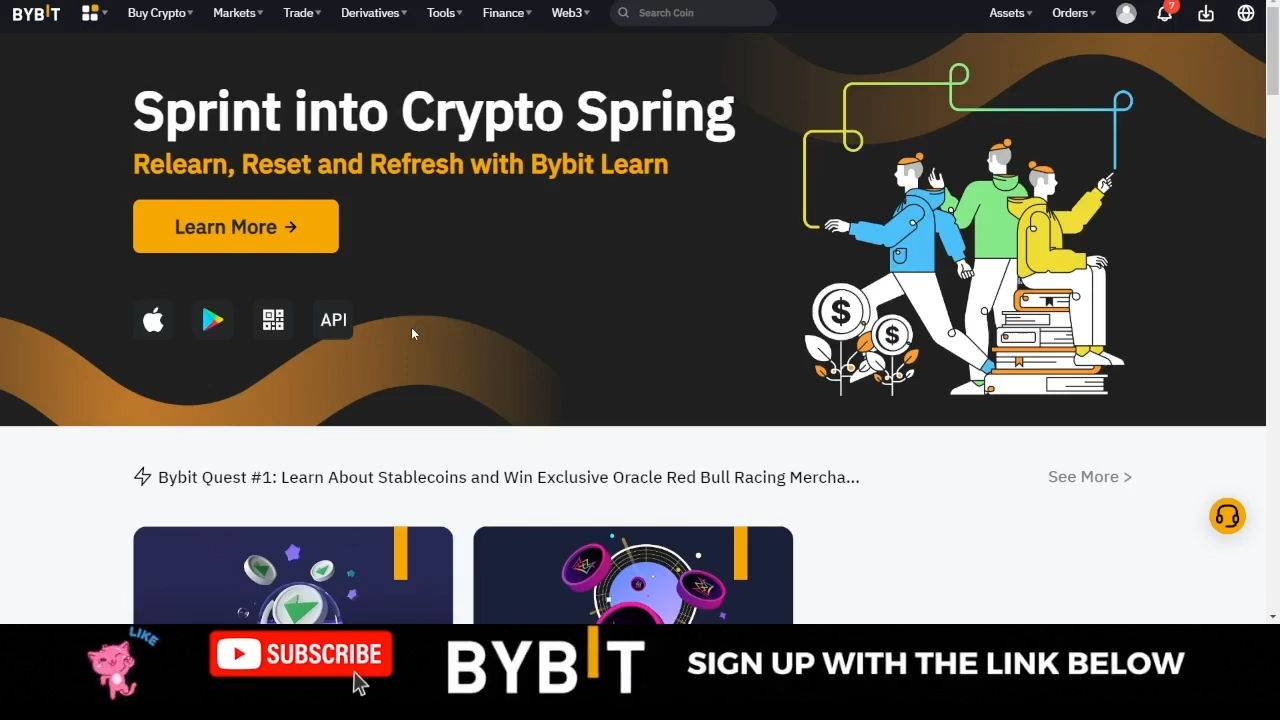 BYBIT
Buy Crypto
Markets
Trade
Derivatives
Tools
Finance
Web3
Search Coin
Assets
Orders
7
Sprint into Crypto Spring
Relearn, Reset and Refresh with Bybit Learn
Learn More →
API
$
$
Bybit Quest #1: Learn About Stablecoins and Win Exclusive Oracle Red Bull Racing Mercha...
See More >
LIKE
SUBSCRIBE
BYBIT
SIGN UP WITH THE LINK BELOW